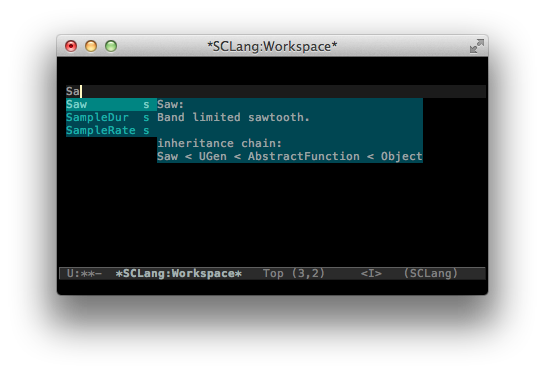 *SCLang:Workspace*
Sa
Saw s Saw:
SampleDur s Band limited sawtooth.
SampleRate s
inheritance chain:
Saw < UGen < AbstractFunction < Object
U:**- *SCLang:Workspace* Top (3,2) <I> (SCLang)